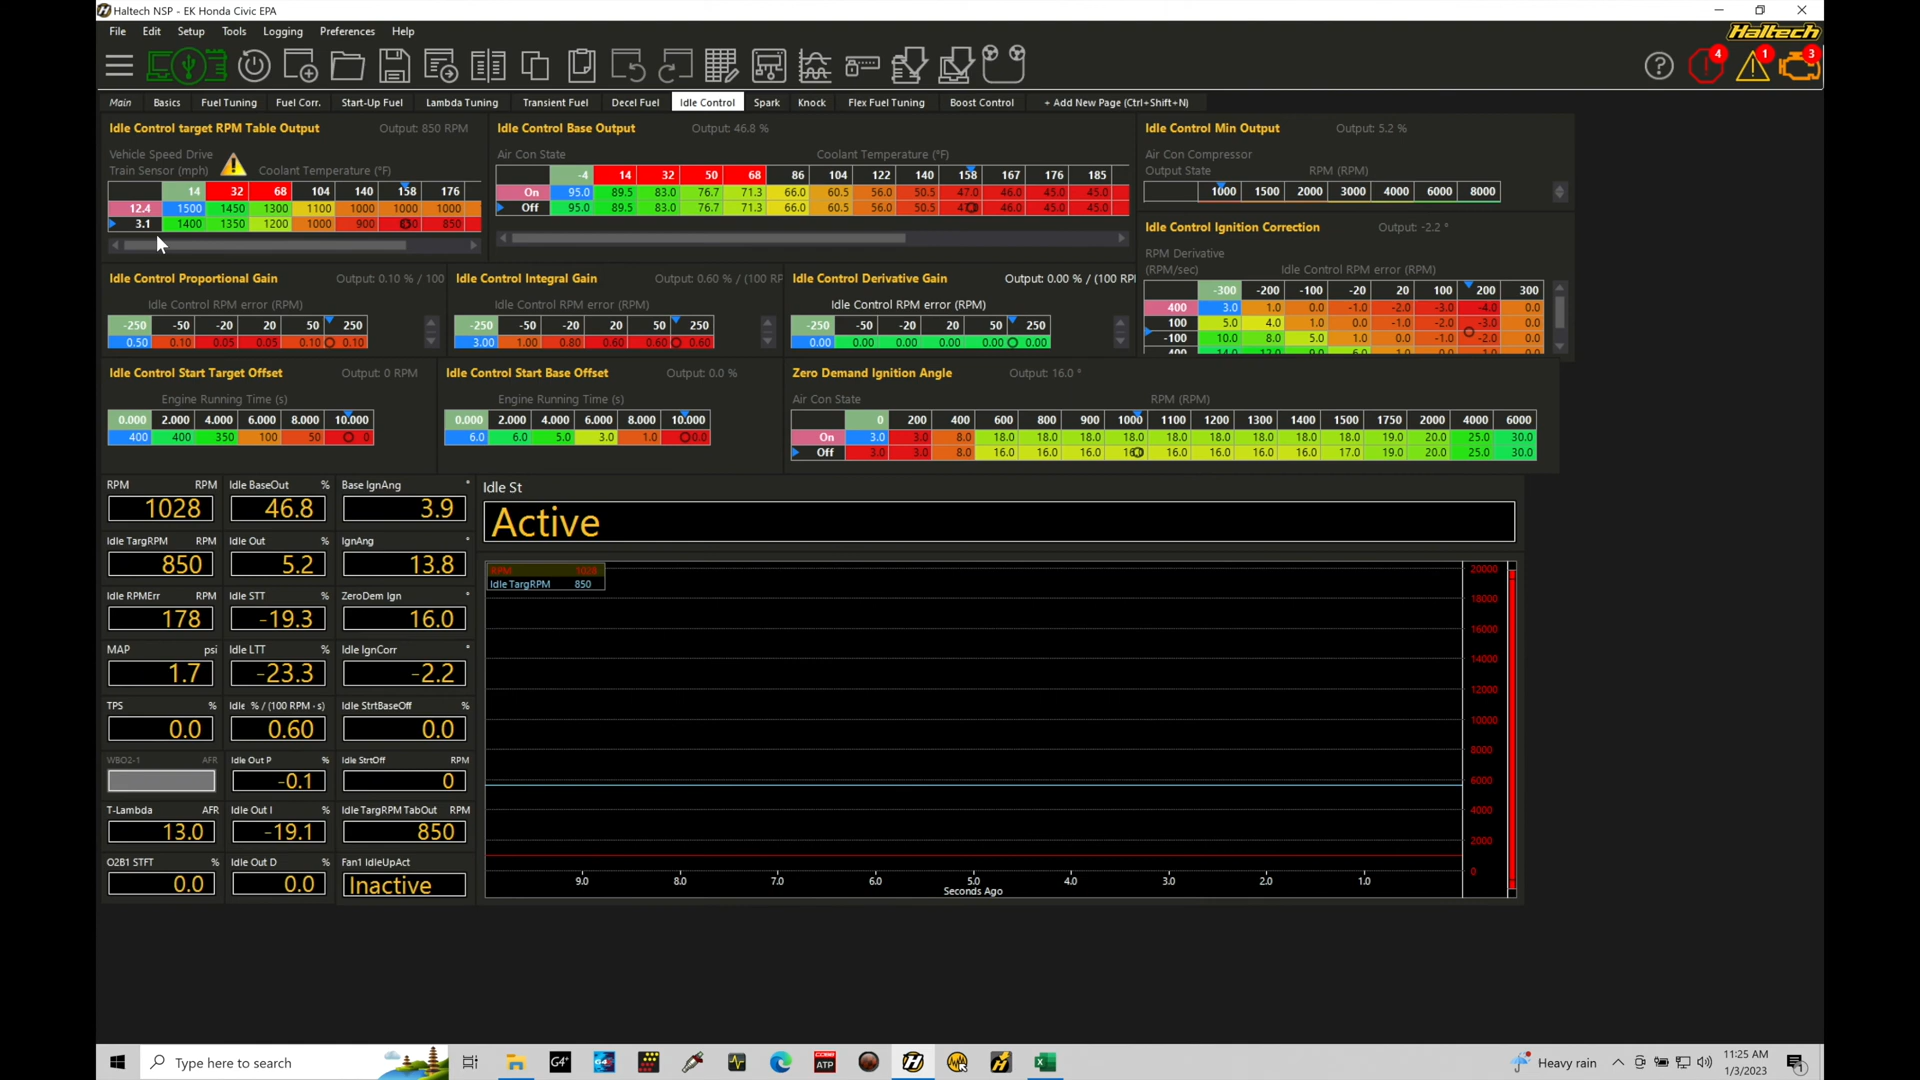 Haltech NSP - EK Honda Civic EPA
File Edit Setup Tools Logging Preferences Help
Haltech
4 1 3
Main Basics Fuel Tuning Fuel Corr. Start-Up Fuel Lambda Tuning Transient Fuel Decel Fuel Idle Control Spark Knock Flex Fuel Tuning Boost Control + Add New Page (Ctrl+Shift+N)
Idle Control target RPM Table Output Output: 850 RPM
Vehicle Speed Drive
Train Sensor (mph) Coolant Temperature (°F)
14 32 68 104 140 158 176
12.4 1500 1450 1300 1100 1000 1000 1000
3.1 1400 1350 1200 1000 900 850
Idle Control Base Output Output: 46.8 %
Air Con State Coolant Temperature (°F)
-4 14 32 50 68 86 104 122 140 158 167 176 185
On 95.0 89.5 83.0 76.7 71.3 66.0 60.5 56.0 50.5 47.0 46.0 45.0 45.0
Off 95.0 89.5 83.0 76.7 71.3 66.0 60.5 56.0 50.5 46.0 45.0 45.0
Idle Control Min Output Output: 5.2 %
Air Con Compressor
Output State RPM (RPM)
1000 1500 2000 3000 4000 6000 8000
Idle Control Ignition Correction Output: -2.2 °
RPM Derivative
(RPM/sec) Idle Control RPM error (RPM)
-300 -200 -100 -20 20 100 200 300
400 3.0 1.0 0.0 -1.0 -2.0 -3.0 -4.0 0.0
100 5.0 4.0 1.0 0.0 -1.0 -2.0 -3.0 0.0
-100 10.0 8.0 5.0 1.0 0.0 -1.0 -2.0 0.0
Idle Control Proportional Gain Output: 0.10 % / 100
Idle Control RPM error (RPM)
-250 -50 -20 20 50 250
0.50 0.10 0.05 0.05 0.10 0.10
Idle Control Integral Gain Output: 0.60 % / (100 RP
Idle Control RPM error (RPM)
-250 -50 -20 20 50 250
3.00 1.00 0.80 0.60 0.60 0.60
Idle Control Derivative Gain Output: 0.00 % / (100 RPI
Idle Control RPM error (RPM)
-250 -50 -20 20 50 250
0.00 0.00 0.00 0.00 0.00 0.00
Idle Control Start Target Offset Output: 0 RPM
Engine Running Time (s)
0.000 2.000 4.000 6.000 8.000 10.000
400 400 350 100 50 0
Idle Control Start Base Offset Output: 0.0 %
Engine Running Time (s)
0.000 2.000 4.000 6.000 8.000 10.000
6.0 6.0 5.0 3.0 1.0 0.0
Zero Demand Ignition Angle Output: 16.0 °
Air Con State RPM (RPM)
0 200 400 600 800 900 1000 1100 1200 1300 1400 1500 1750 2000 4000 6000
On 3.0 3.0 8.0 18.0 18.0 18.0 18.0 18.0 18.0 18.0 18.0 18.0 19.0 20.0 25.0 30.0
Off 3.0 3.0 8.0 16.0 16.0 16.0 16.0 16.0 16.0 16.0 17.0 19.0 20.0 25.0 30.0
RPM RPM Idle BaseOut % Base IgnAng °
1028 46.8 3.9
Idle TargRPM RPM Idle Out % IgnAng °
850 5.2 13.8
Idle RPMErr RPM Idle STT % ZeroDem Ign °
178 -19.3 16.0
MAP psi Idle LTT % Idle IgnCorr °
1.7 -23.3 -2.2
TPS % Idle % / (100 RPM · s) Idle StrtBaseOff %
0.0 0.60 0.0
WBO2-1 AFR Idle Out P % Idle StrtOff RPM
-0.1 0
T-Lambda AFR Idle Out I % Idle TargRPM TabOut RPM
13.0 -19.1 850
O2B1 STFT % Idle Out D % Fan1 IdleUpAct
0.0 0.0 Inactive
Idle St
Active
RPM 1028
Idle TargRPM 850
20000
18000
16000
14000
12000
10000
8000
6000
4000
2000
0
9.0 8.0 7.0 6.0 5.0 4.0 3.0 2.0 1.0
Seconds Ago
Type here to search
G4+
COBB
ATP
Heavy rain
11:25 AM
1/3/2023
1